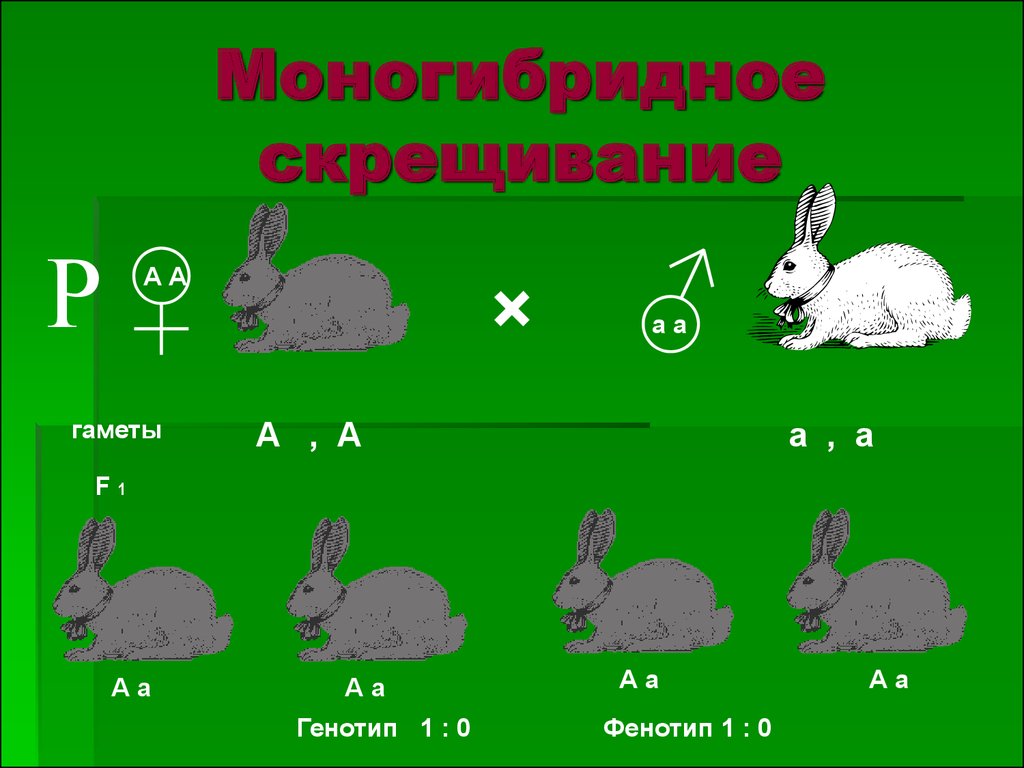 Моногибридное
скрещивание
Р
А А
×
а а
гаметы
А , А
а , а
F 1
А а
А а
А а
А а
Генотип 1 : 0
Фенотип 1 : 0